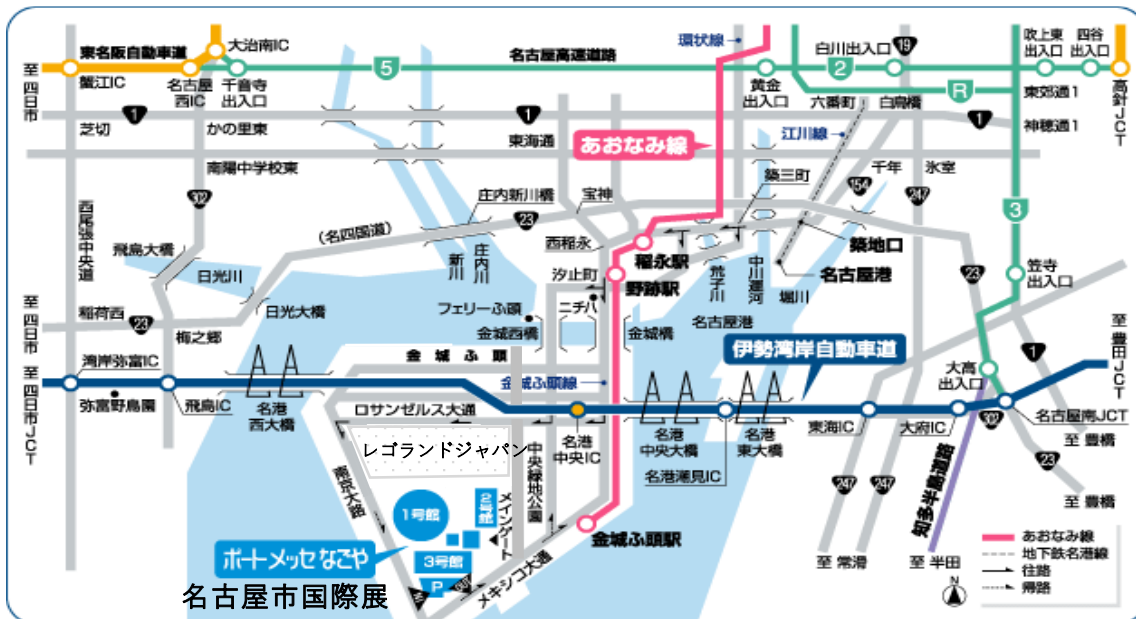 東名阪自動車道
大治南IC
至四日市
蟹江IC
名古屋
西IC
千音寺
出入口
5
名古屋高速道路
環状線
白川出入口
19
2
吹上東
出入口
四谷
出入口
高針JCT
黄金
出入口
六番町
白鳥橋
R
東郊通1
神穂通1
1
芝切
かの里東
1
東海通
1
あおなみ線
江川線
南陽中学校東
302
西尾張中央道
飛島大橋
日光川
(名四国道)
庄内新川橋
23
宝神
築三町
154
千年
247
氷室
3
新川
庄内川
西稲永
稲永駅
汐止町
野跡駅
荒子川
中川運河
堀川
築地口
名古屋港
23
笠寺
出入口
至四日市
稲荷西
23
梅之郷
日光大橋
フェリーふ頭
ニチハ
金城西橋
金城橋
名古屋港
伊勢湾岸自動車道
大高
出入口
1
至豊田JCT
湾岸弥富IC
至四日市JCT
弥富野鳥園
飛島IC
名港
西大橋
金城ふ頭
金城ふ頭線
ロサンゼルス大通
レゴランドジャパン
名港
中央IC
名港
中央大橋
名港潮見IC
名港
東大橋
東海IC
大府IC
302
名古屋南JCT
至豊橋
23
至豊橋
247
247
知多半島道路
至常滑
至半田
南京大路
中央緑地公園
メインゲート
1号館
2号館
3号館
P
IN
OUT
メキシコ大通
金城ふ頭駅
ポートメッセなごや
名古屋市国際展
あおなみ線
地下鉄名港線
往路
帰路
N